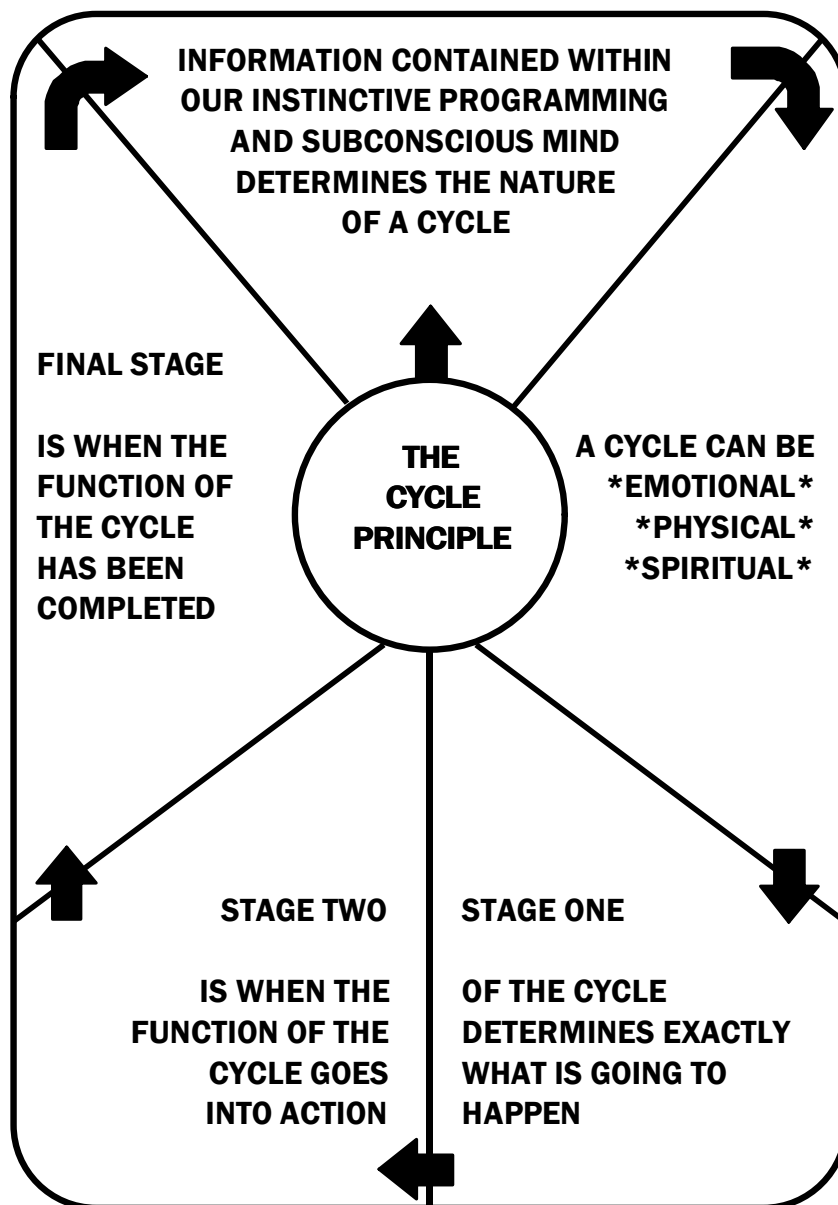 INFORMATION CONTAINED WITHIN
OUR INSTINCTIVE PROGRAMMING
AND SUBCONSCIOUS MIND
DETERMINES THE NATURE
OF A CYCLE
THE
CYCLE
PRINCIPLE
A CYCLE CAN BE
*EMOTIONAL*
*PHYSICAL*
*SPIRITUAL*
STAGE ONE
OF THE CYCLE
DETERMINES EXACTLY
WHAT IS GOING TO
HAPPEN
STAGE TWO
IS WHEN THE
FUNCTION OF THE
CYCLE GOES
INTO ACTION
FINAL STAGE
IS WHEN THE
FUNCTION OF
THE CYCLE
HAS BEEN
COMPLETED